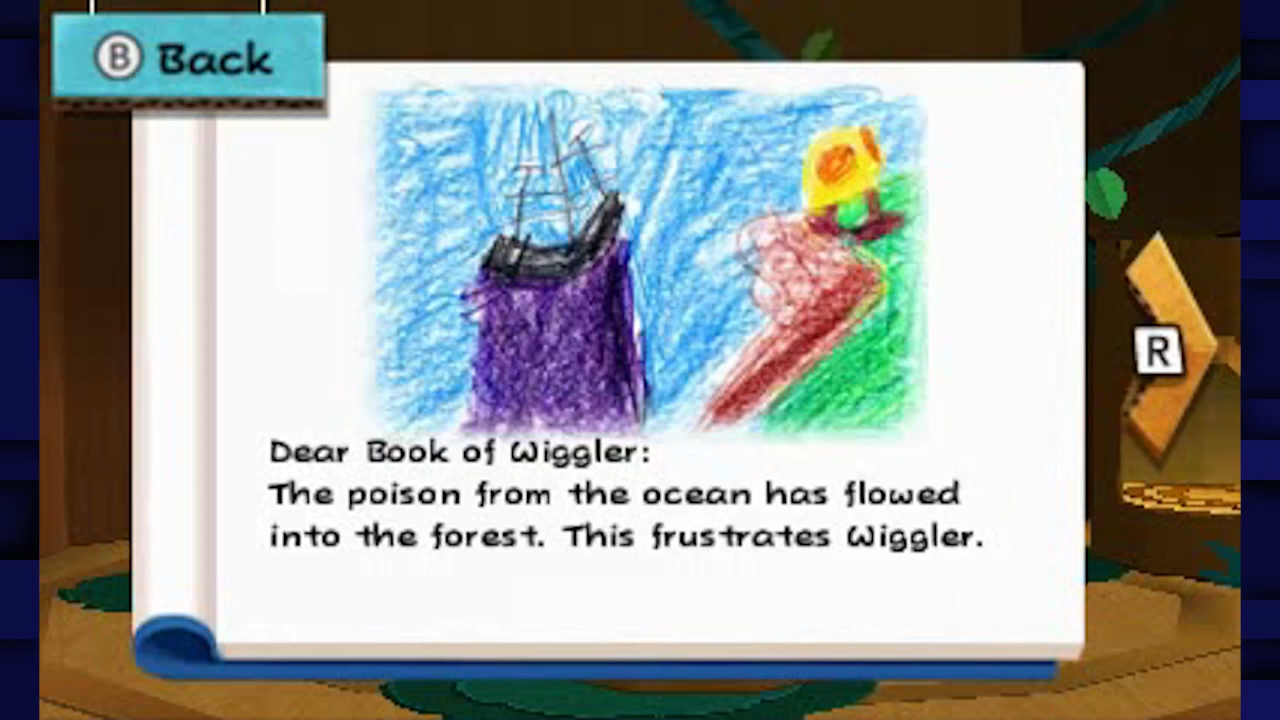 B Back
Dear Book of Wiggler:
The poison from the ocean has flowed
into the forest. This frustrates Wiggler.
R